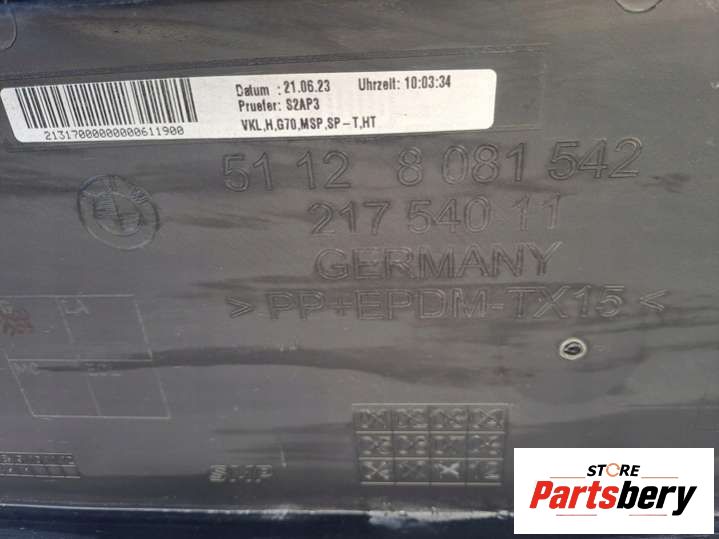 Datum : 21.06.23 Uhrzeit: 10:03:34
Pruefer: S2AP3
2131700000000000611900
VKL,H,G70,MSP,SP-T,HT
51 12 8 081 542
217 540 11
GERMANY
> PP+EPDM-TX15 <
SMP
STORE
Partsbery